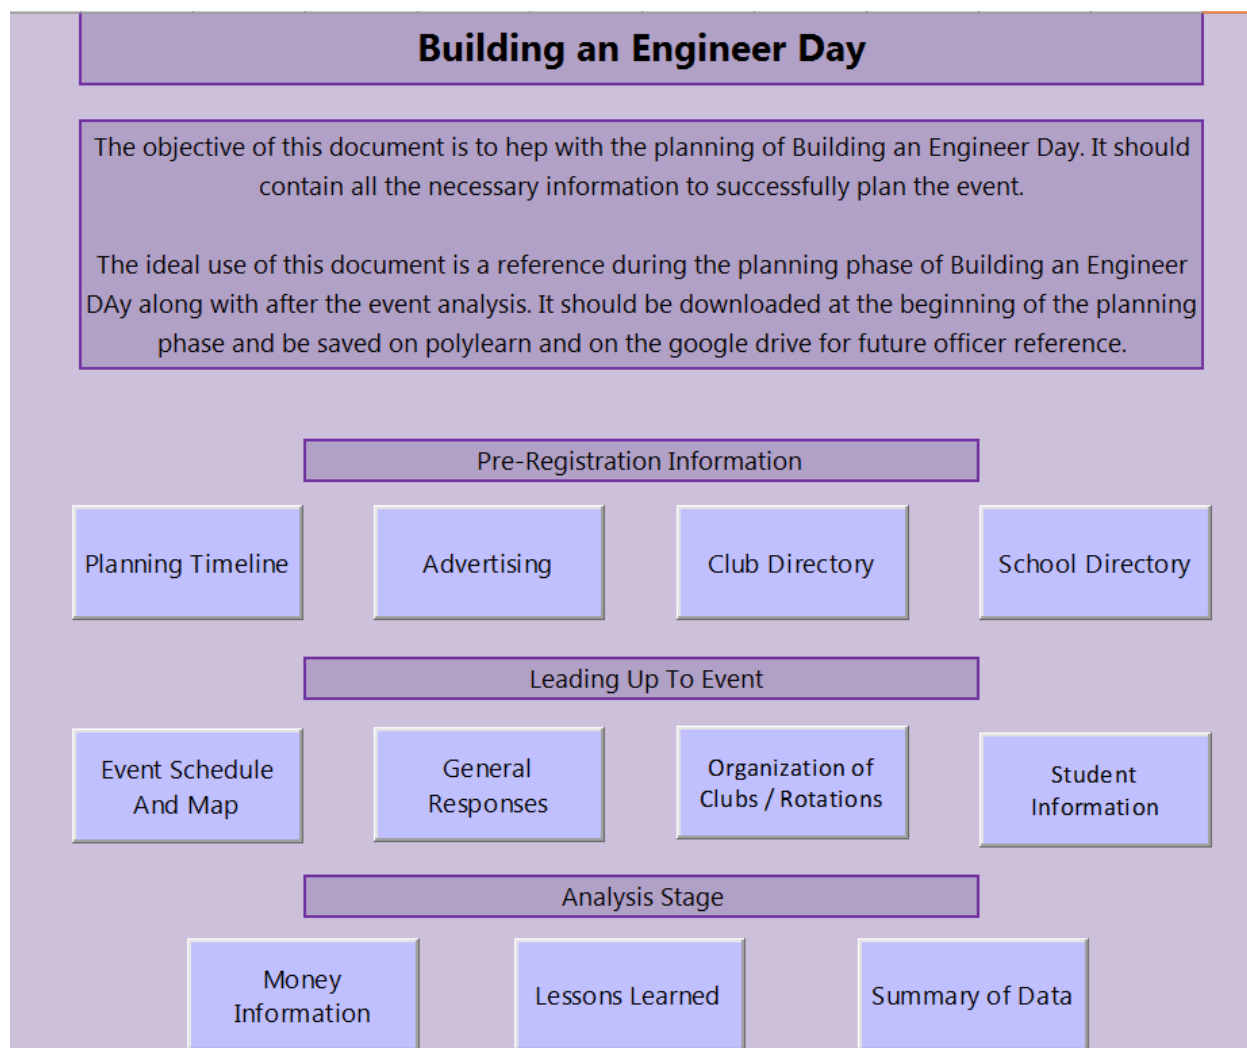 Building an Engineer Day
The objective of this document is to hep with the planning of Building an Engineer Day. It should
contain all the necessary information to successfully plan the event.
The ideal use of this document is a reference during the planning phase of Building an Engineer
DAy along with after the event analysis. It should be downloaded at the beginning of the planning
phase and be saved on polylearn and on the google drive for future officer reference.
Pre-Registration Information
Planning Timeline
Advertising
Club Directory
School Directory
Leading Up To Event
Event Schedule
And Map
General
Responses
Organization of
Clubs / Rotations
Student
Information
Analysis Stage
Money
Information
Lessons Learned
Summary of Data